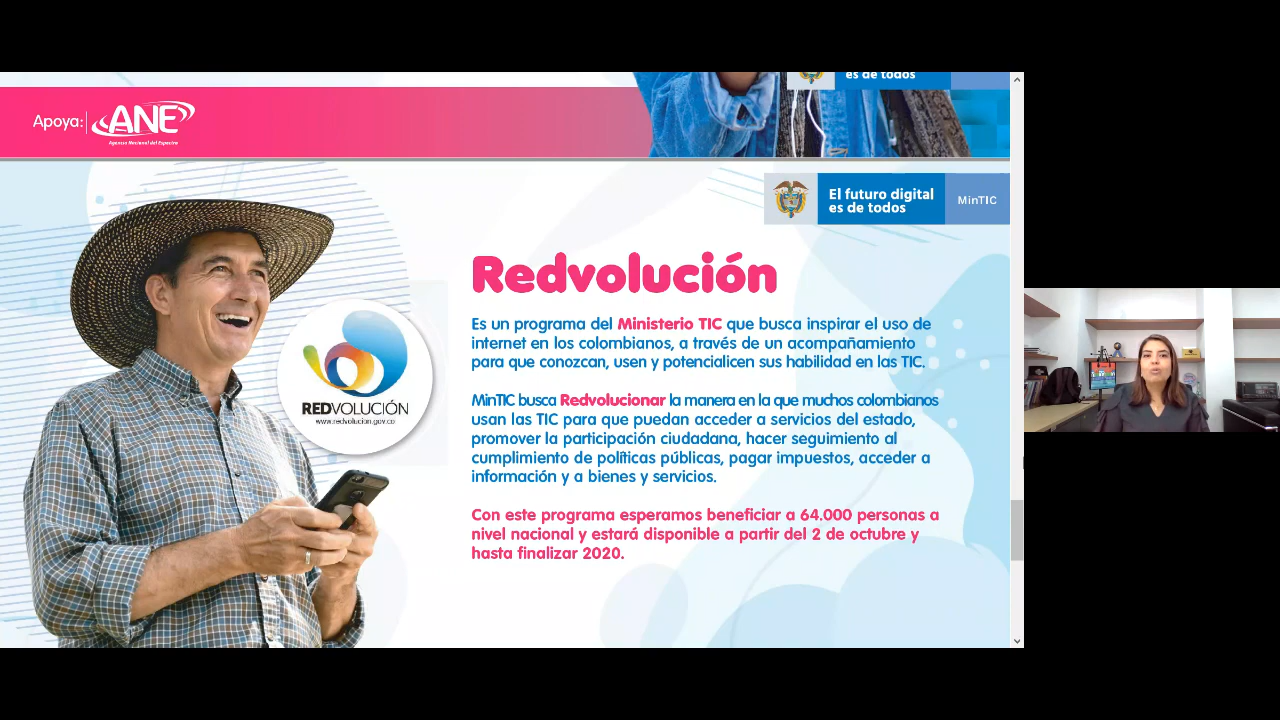 es de todos
Apoya: ANE
Agencia Nacional del Espectro
El futuro digital
es de todos
MinTIC
Redvolución
Es un programa del Ministerio TIC que busca inspirar el uso de
internet en los colombianos, a través de un acompañamiento
para que conozcan, usen y potencialicen sus habilidad en las TIC.
REDVOLUCIÓN
www.redvolucion.gov.co
MinTIC busca Redvolucionar la manera en la que muchos colombianos
usan las TIC para que puedan acceder a servicios del estado,
promover la participación ciudadana, hacer seguimiento al
cumplimiento de políticas públicas, pagar impuestos, acceder a
información y a bienes y servicios.
Con este programa esperamos beneficiar a 64.000 personas a
nivel nacional y estará disponible a partir del 2 de octubre y
hasta finalizar 2020.